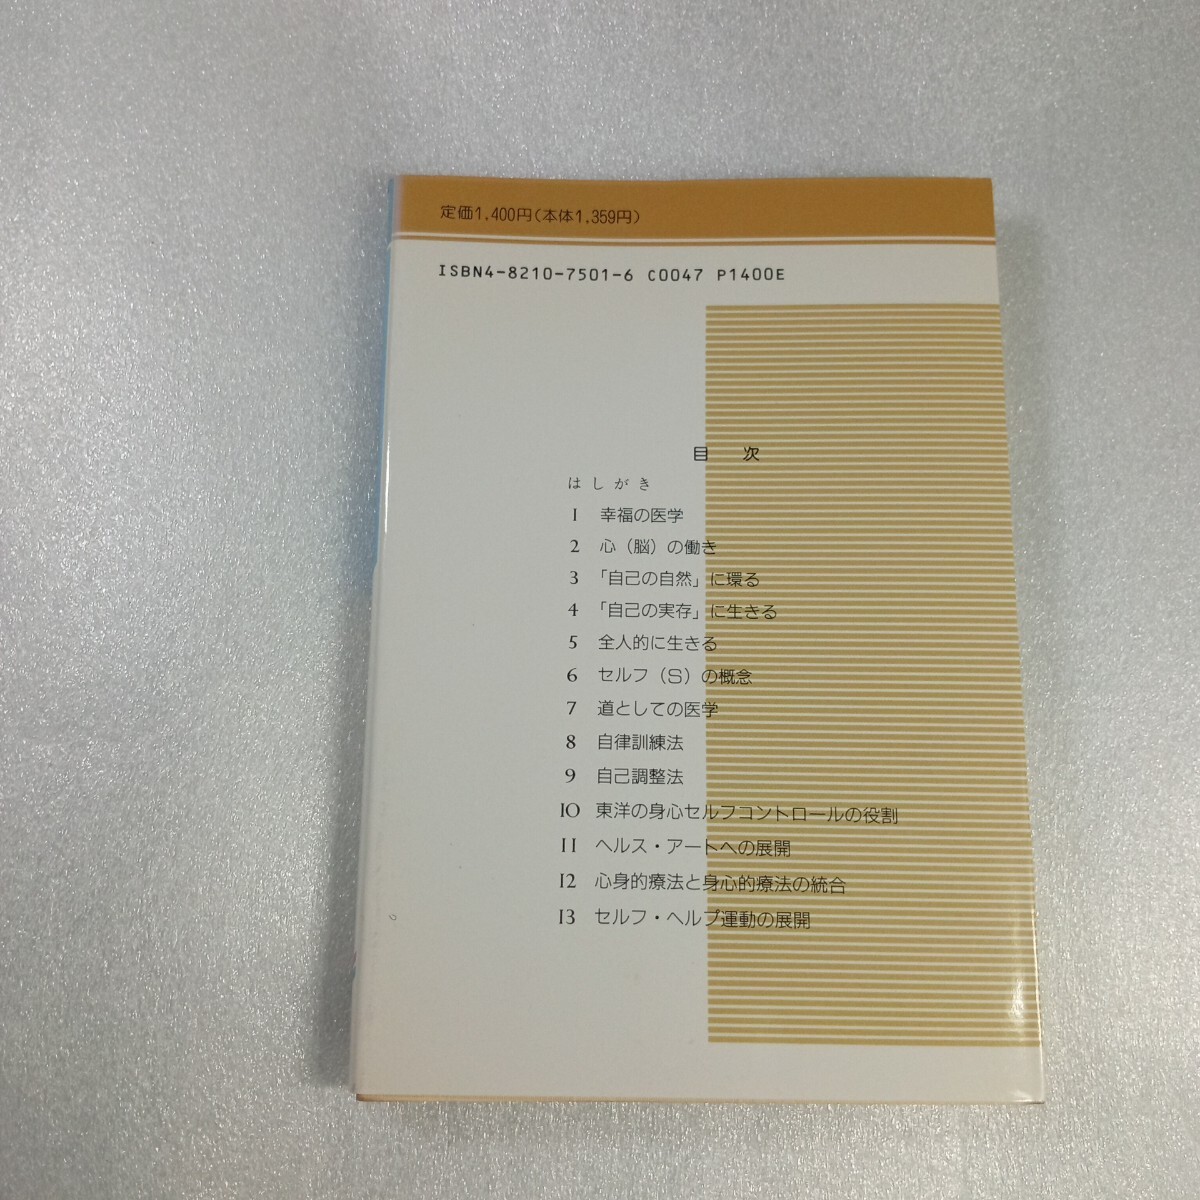 定価1,400円(本体1,359円)
ISBN4-8210-7501-6 C0047 P1400E
目 次
はしがき
1 幸福の医学
2 心（脳）の働き
3 「自己の自然」に環る
4 「自己の実存」に生きる
5 全人的に生きる
6 セルフ（S）の概念
7 道としての医学
8 自律訓練法
9 自己調整法
10 東洋の身心セルフコントロールの役割
11 ヘルス・アートへの展開
12 心身的療法と身心的療法の統合
13 セルフ・ヘルプ運動の展開